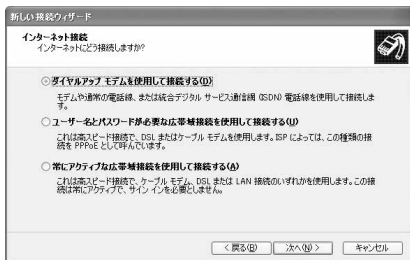 新しい接続ウィザード
インターネット接続
インターネットにどう接続しますか?
ダイヤルアップ モデムを使用して接続する(D)
モデムや通常の電話線、または統合デジタル サービス通信網 (ISDN) 電話線を使用して接続しま
す。
ユーザー名とパスワードが必要な広帯域接続を使用して接続する(U)
これは高スピード接続で、DSL またはケーブル モデムを使用します。ISP によっては、この種類の接
続を PPPoE として呼んでいます。
常にアクティブな広帯域接続を使用して接続する(A)
これは高スピード接続で、ケーブル モデム、DSL または LAN 接続のいずれかを使用します。この接
続は常にアクティブで、サイン インを必要としません。
< 戻る(B)
次へ(N) >
キャンセル